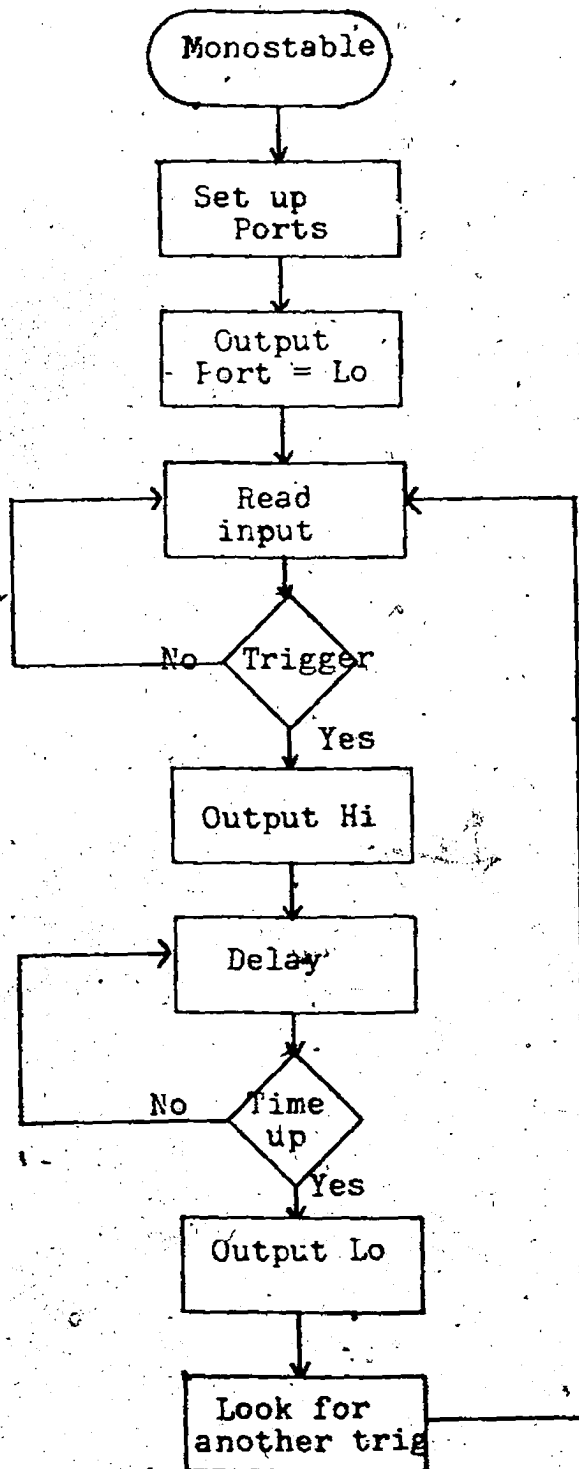 Monostable
Set up
Ports
Output
Port = Lo
Read
input
No
Trigger
Yes
Output Hi
Delay
No
Time
up
Yes
Output Lo
Look for
another trig